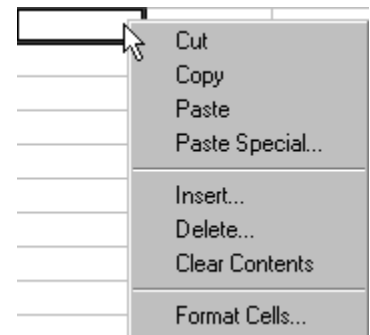 Cut
Copy
Paste
Paste Special...
Insert...
Delete...
Clear Contents
Format Cells...